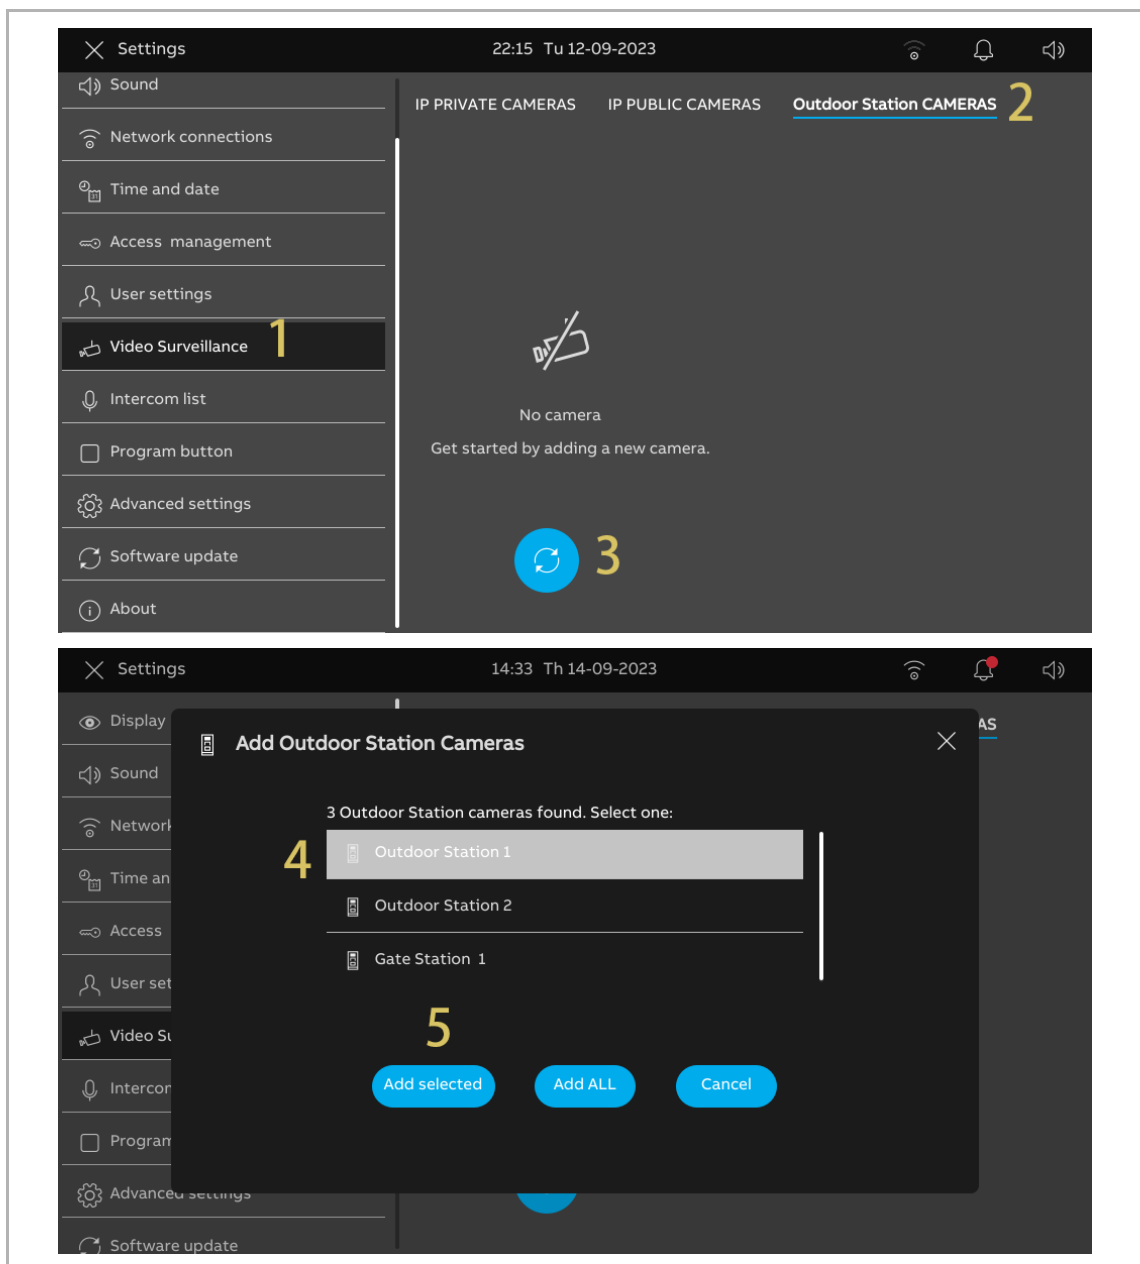 Settings
22:15 Tu 12-09-2023
Sound
IP PRIVATE CAMERAS IP PUBLIC CAMERAS Outdoor Station CAMERAS 2
Network connections
Time and date
Access management
User settings
Video Surveillance 1
Intercom list
Program button
Advanced settings
Software update
About
No camera
Get started by adding a new camera.
3
Settings
14:33 Th 14-09-2023
Display
Sound
Network
Time an
Access
User set
Video Su
Intercom
Program
Advanced settings
Software update
AS
Add Outdoor Station Cameras
3 Outdoor Station cameras found. Select one:
4 Outdoor Station 1
Outdoor Station 2
Gate Station 1
5
Add selected Add ALL Cancel